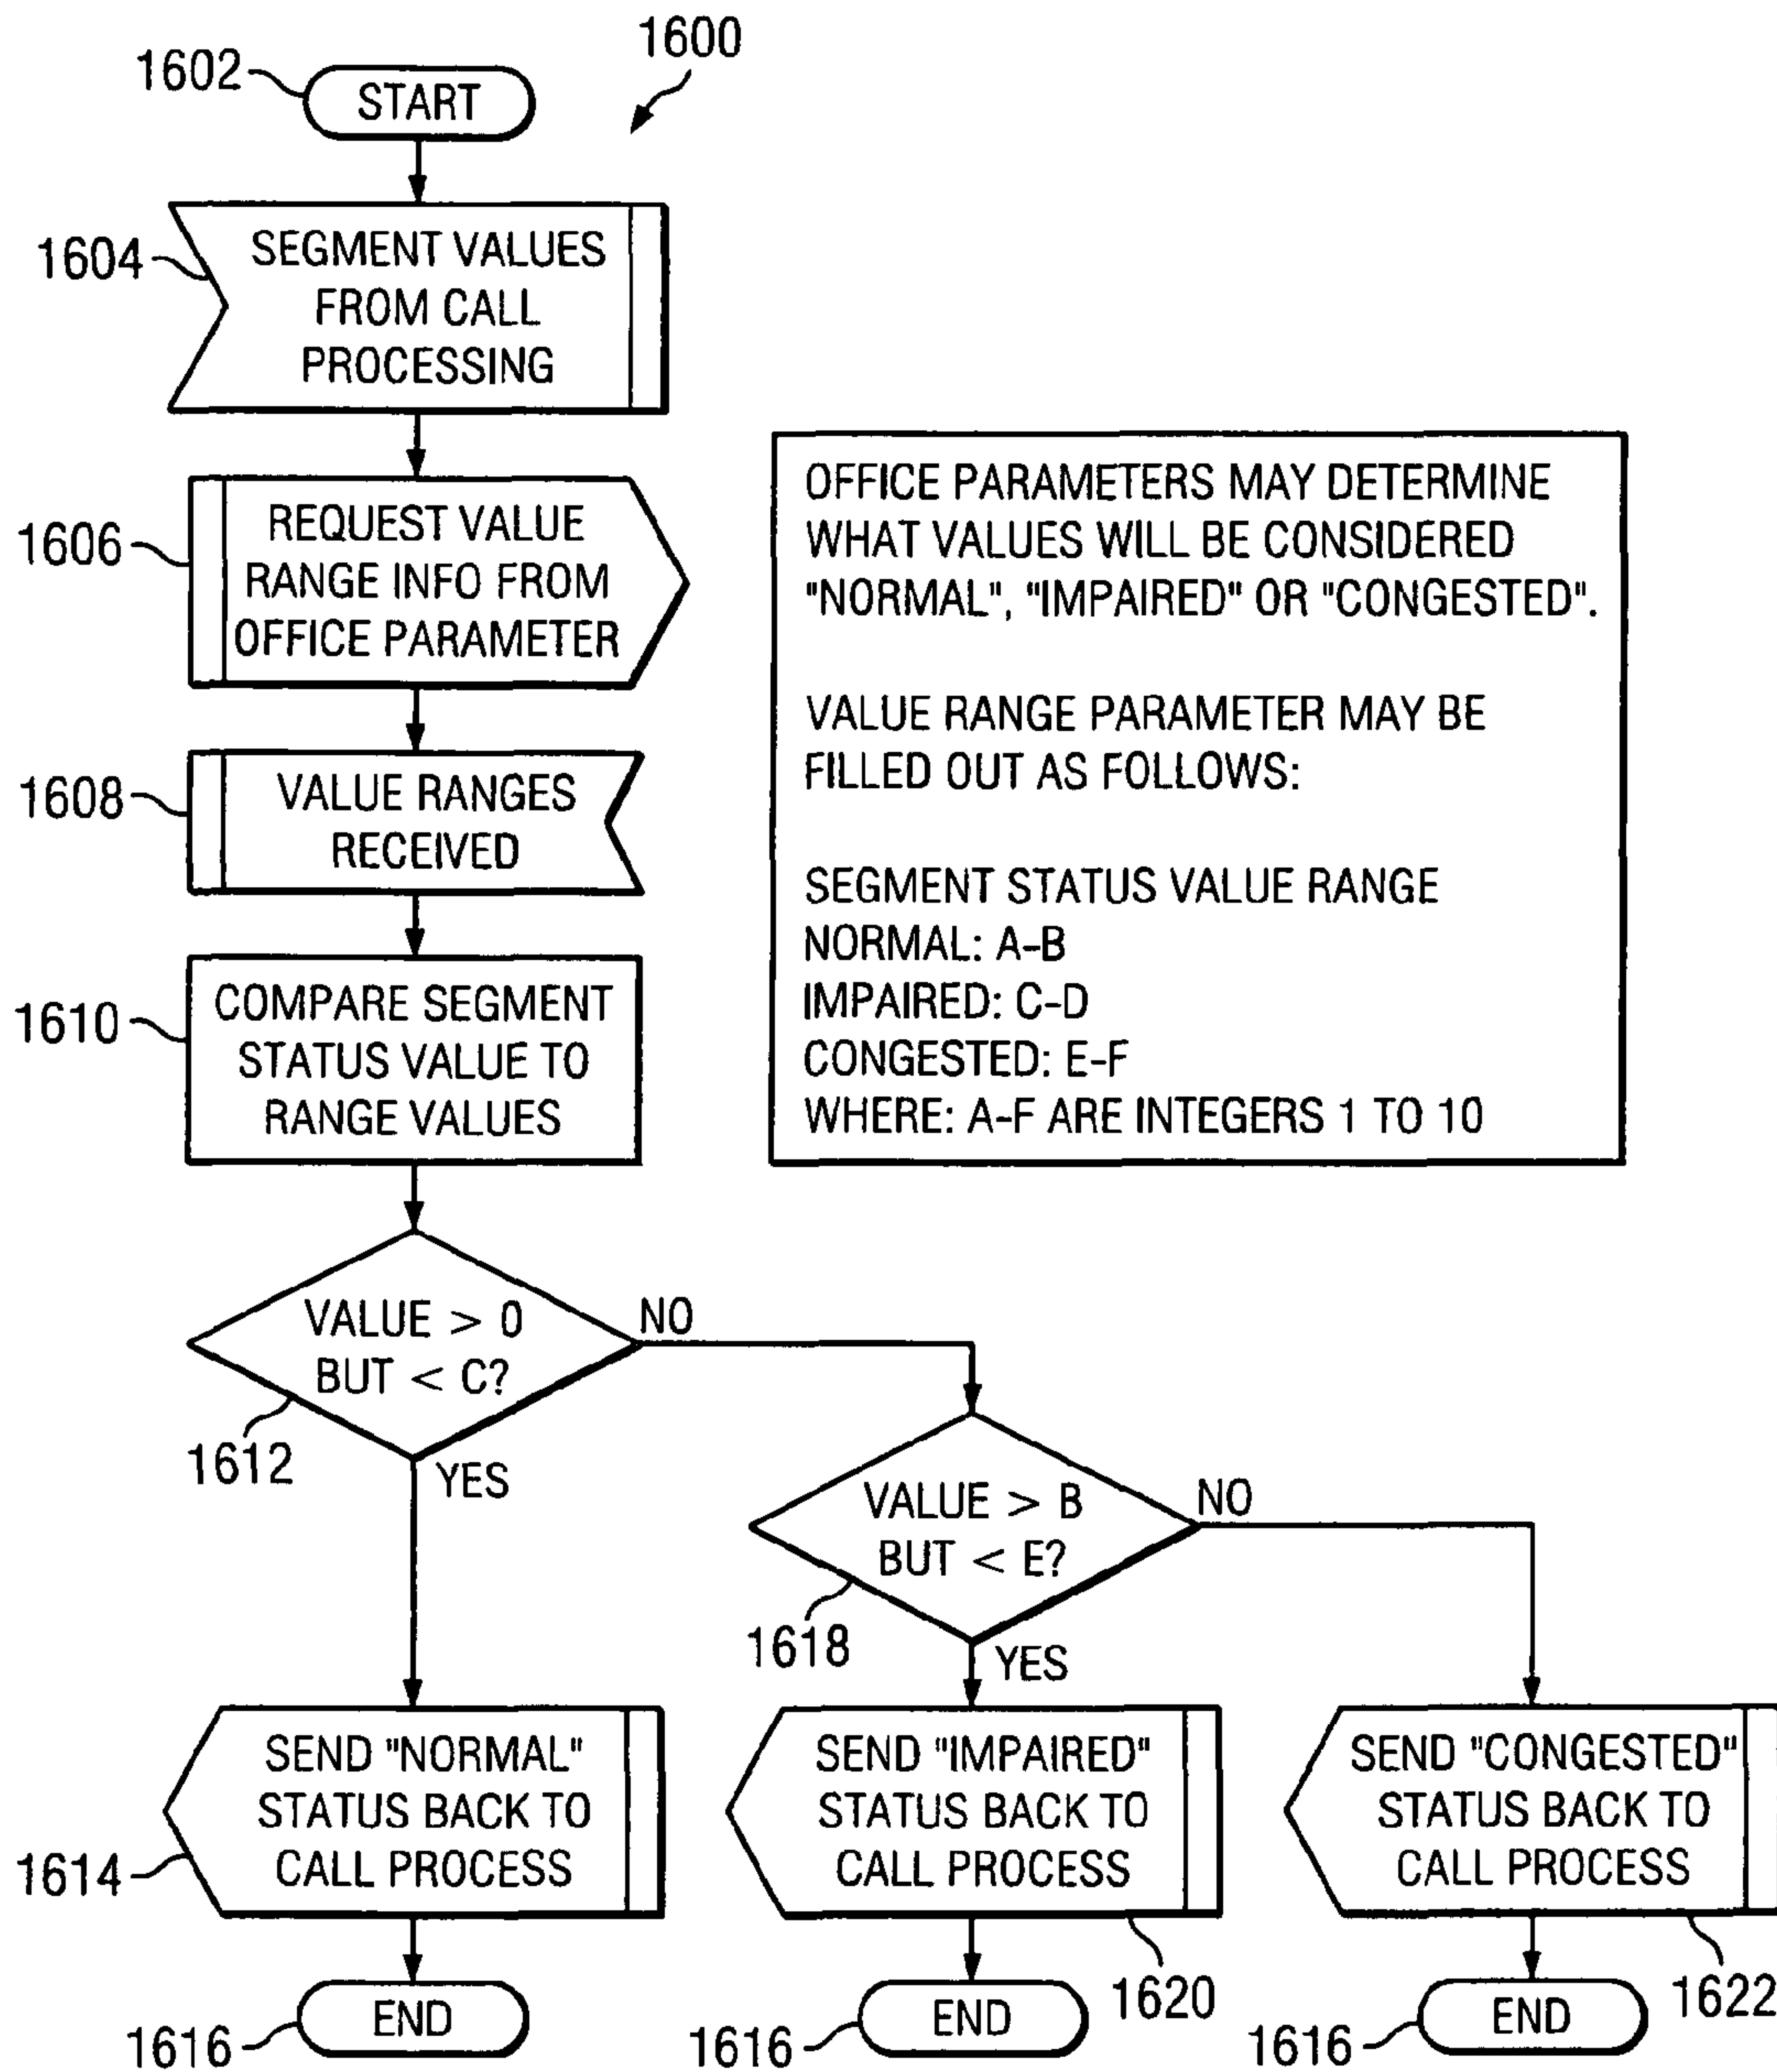 1600
1602
START
1604
SEGMENT VALUES
FROM CALL
PROCESSING
1606
REQUEST VALUE
RANGE INFO FROM
OFFICE PARAMETER
1608
VALUE RANGES
RECEIVED
1610
COMPARE SEGMENT
STATUS VALUE TO
RANGE VALUES
OFFICE PARAMETERS MAY DETERMINE
WHAT VALUES WILL BE CONSIDERED
"NORMAL", "IMPAIRED" OR "CONGESTED".
VALUE RANGE PARAMETER MAY BE
FILLED OUT AS FOLLOWS:
SEGMENT STATUS VALUE RANGE
NORMAL: A-B
IMPAIRED: C-D
CONGESTED: E-F
WHERE: A-F ARE INTEGERS 1 TO 10
VALUE > 0
BUT < C?
NO
1612
YES
VALUE > B
BUT < E?
NO
1618
YES
SEND "NORMAL"
STATUS BACK TO
CALL PROCESS
1614
SEND "IMPAIRED"
STATUS BACK TO
CALL PROCESS
1620
SEND "CONGESTED"
STATUS BACK TO
CALL PROCESS
1622
END
1616
END
1616
END
1616